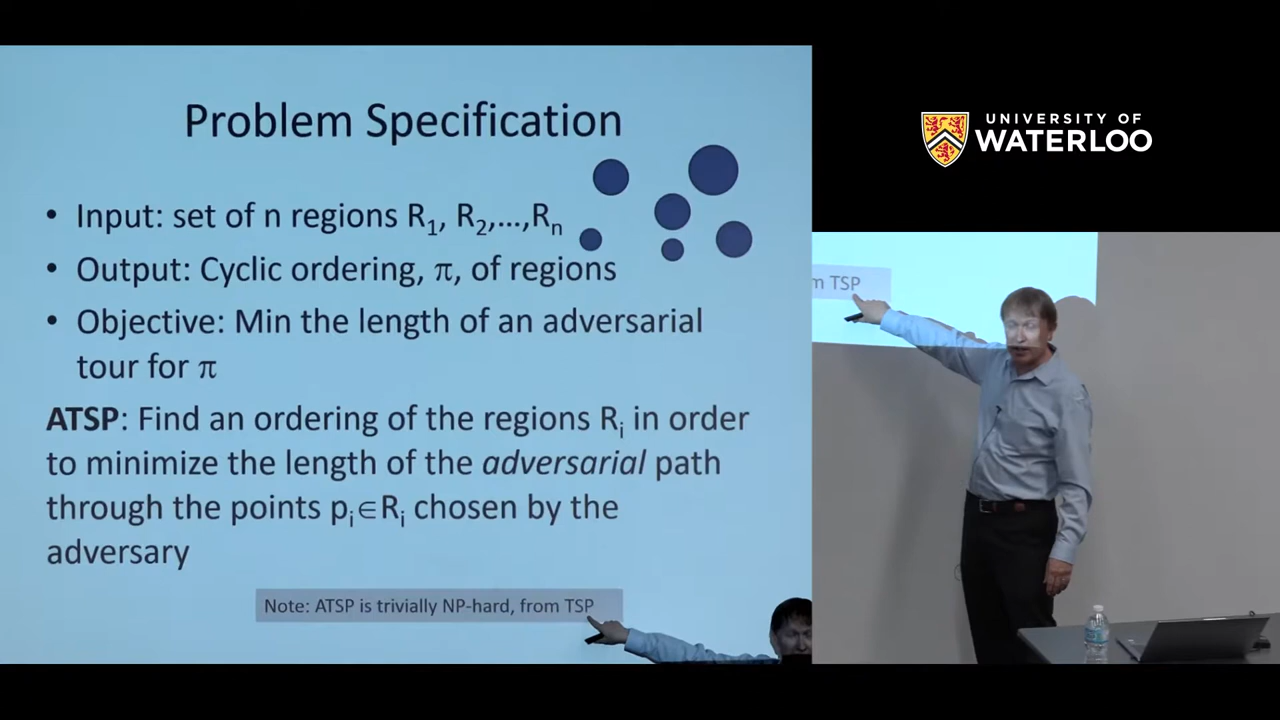 Problem Specification
• Input: set of n regions R1, R2,...,Rn
• Output: Cyclic ordering, π, of regions
• Objective: Min the length of an adversarial
tour for π
ATSP: Find an ordering of the regions Ri in order
to minimize the length of the adversarial path
through the points pi∈Ri chosen by the
adversary
Note: ATSP is trivially NP-hard, from TSP
UNIVERSITY OF
WATERLOO
m TSP